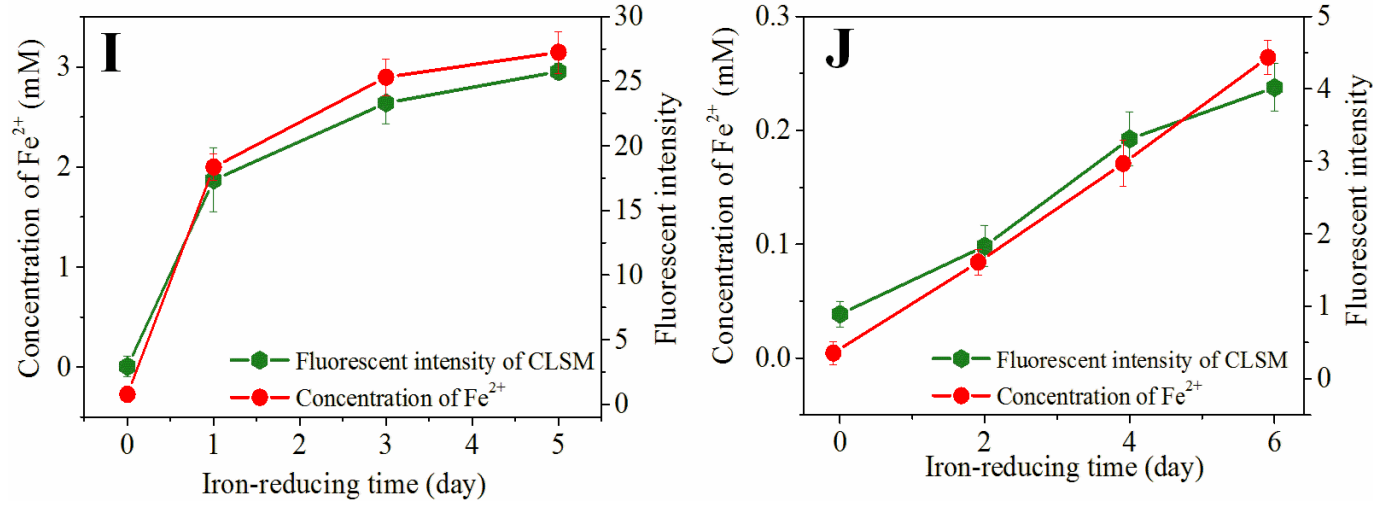 I
Concentration of Fe²⁺ (mM)
3
2
1
0
30
25
20
15
10
5
0
Fluorescent intensity
Fluorescent intensity of CLSM
Concentration of Fe²⁺
0 1 2 3 4 5
Iron-reducing time (day)
J
Concentration of Fe²⁺ (mM)
0.3
0.2
0.1
0.0
5
4
3
2
1
0
Fluorescent intensity
Fluorescent intensity of CLSM
Concentration of Fe²⁺
0 2 4 6
Iron-reducing time (day)